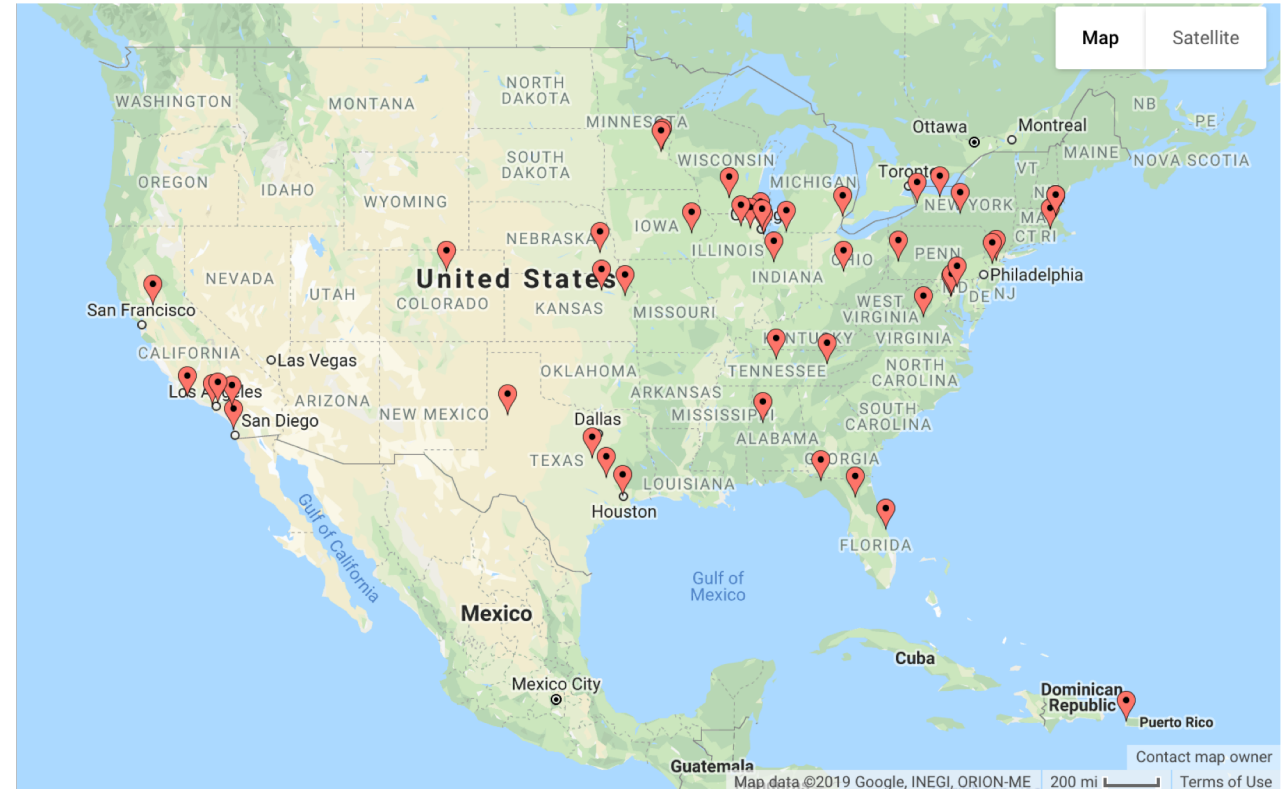 Map
Satellite
WASHINGTON
MONTANA
NORTH
DAKOTA
MINNESOTA
Ottawa
Montreal
NB
PE
MAINE
NOVA SCOTIA
OREGON
IDAHO
SOUTH
DAKOTA
WISCONSIN
MICHIGAN
Toronto
VT
WYOMING
NEW YORK
MA
CT RI
NEBRASKA
IOWA
ILLINOIS
INDIANA
OHIO
PENN
NEVADA
UTAH
COLORADO
United States
KANSAS
MISSOURI
WEST
VIRGINIA
MD
DE
NJ
Philadelphia
San Francisco
CALIFORNIA
Las Vegas
KENTUCKY
VIRGINIA
Los Angeles
ARIZONA
NEW MEXICO
OKLAHOMA
ARKANSAS
TENNESSEE
NORTH
CAROLINA
San Diego
Dallas
MISSISSIPPI
ALABAMA
SOUTH
CAROLINA
TEXAS
LOUISIANA
GEORGIA
Houston
FLORIDA
Gulf of California
Gulf of
Mexico
Mexico
Mexico City
Cuba
Dominican
Republic
Puerto Rico
Guatemala
Contact map owner
Map data ©2019 Google, INEGI, ORION-ME
200 mi
Terms of Use